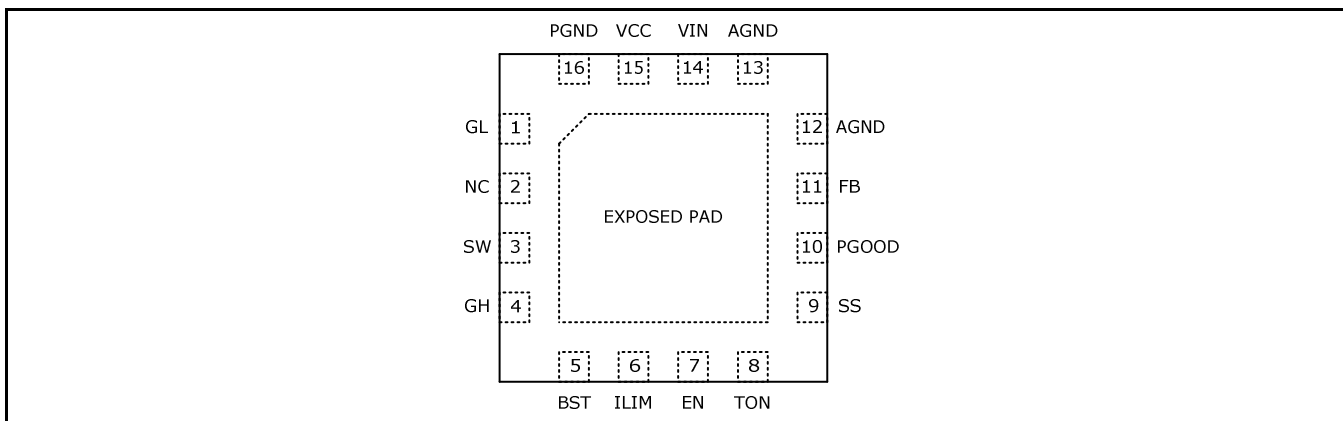 PGND VCC VIN AGND
16 15 14 13
GL 1 12 AGND
NC 2 11 FB
EXPOSED PAD
SW 3 10 PGOOD
GH 4 9 SS
5 6 7 8
BST ILIM EN TON